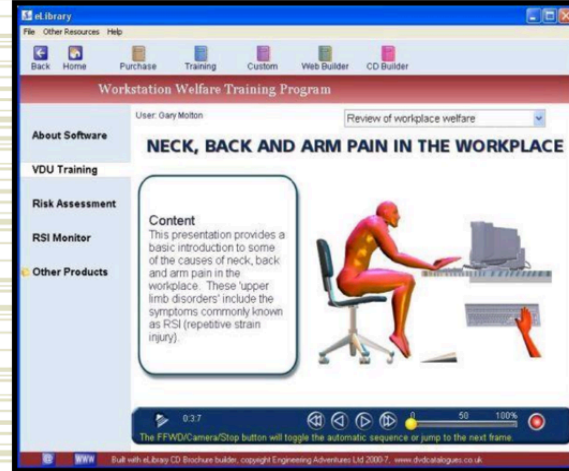 eLibrary
File Other Resources Help
Back Home Purchase Training Custom Web Builder CD Builder
Workstation Welfare Training Program
User: Gary Molton
Review of workplace welfare
About Software
VDU Training
Risk Assessment
RSI Monitor
Other Products
NECK, BACK AND ARM PAIN IN THE WORKPLACE
Content
This presentation provides a
basic introduction to some
of the causes of neck, back
and arm pain in the
workplace. These 'upper
limb disorders' include the
symptoms commonly known
as RSI (repetitive strain
injury).
0:3:7
0 50 100%
The FFWD/Camera/Stop button will toggle the automatic sequence or jump to the next frame.
WWW Built with eLibrary CD Brochure builder, copyright Engineering Adventures Ltd 2000-7, www.dvdcatalogues.co.uk